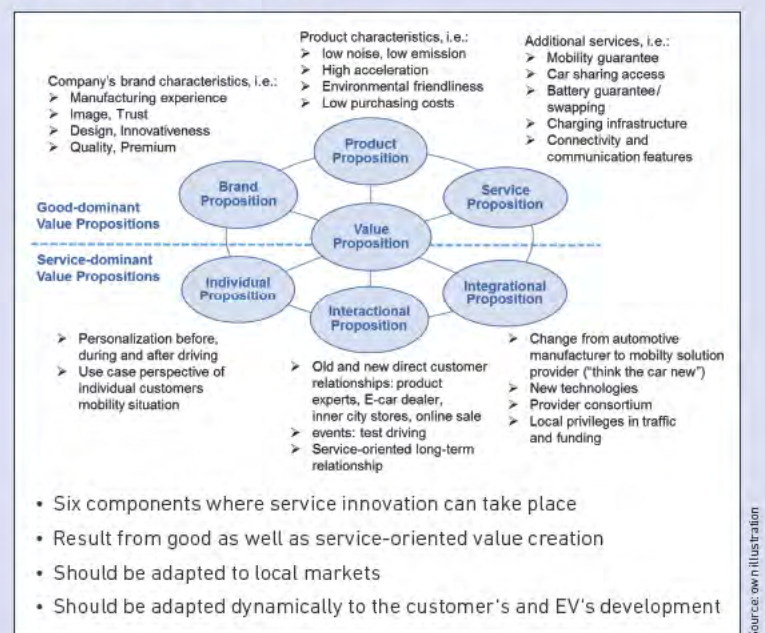 Product characteristics, i.e.:
➢ low noise, low emission
➢ High acceleration
➢ Environmental friendliness
➢ Low purchasing costs
Additional services, i.e.:
➢ Mobility guarantee
➢ Car sharing access
➢ Battery guarantee/
swapping
➢ Charging infrastructure
➢ Connectivity and
communication features
Company's brand characteristics, i.e.:
➢ Manufacturing experience
➢ Image, Trust
➢ Design, Innovativeness
➢ Quality, Premium
Product
Proposition
Brand
Proposition
Service
Proposition
Good-dominant
Value Propositions
Value
Proposition
Service-dominant
Value Propositions
Individual
Proposition
Interactional
Proposition
Integrational
Proposition
➢ Personalization before,
during and after driving
➢ Use case perspective of
individual customers
mobility situation
➢ Old and new direct customer
relationships: product
experts, E-car dealer,
inner city stores, online sale
➢ events: test driving
➢ Service-oriented long-term
relationship
➢ Change from automotive
manufacturer to mobilty solution
provider ("think the car new")
➢ New technologies
➢ Provider consortium
➢ Local privileges in traffic
and funding
• Six components where service innovation can take place
• Result from good as well as service-oriented value creation
• Should be adapted to local markets
• Should be adapted dynamically to the customer's and EV's development
Source: own illustration